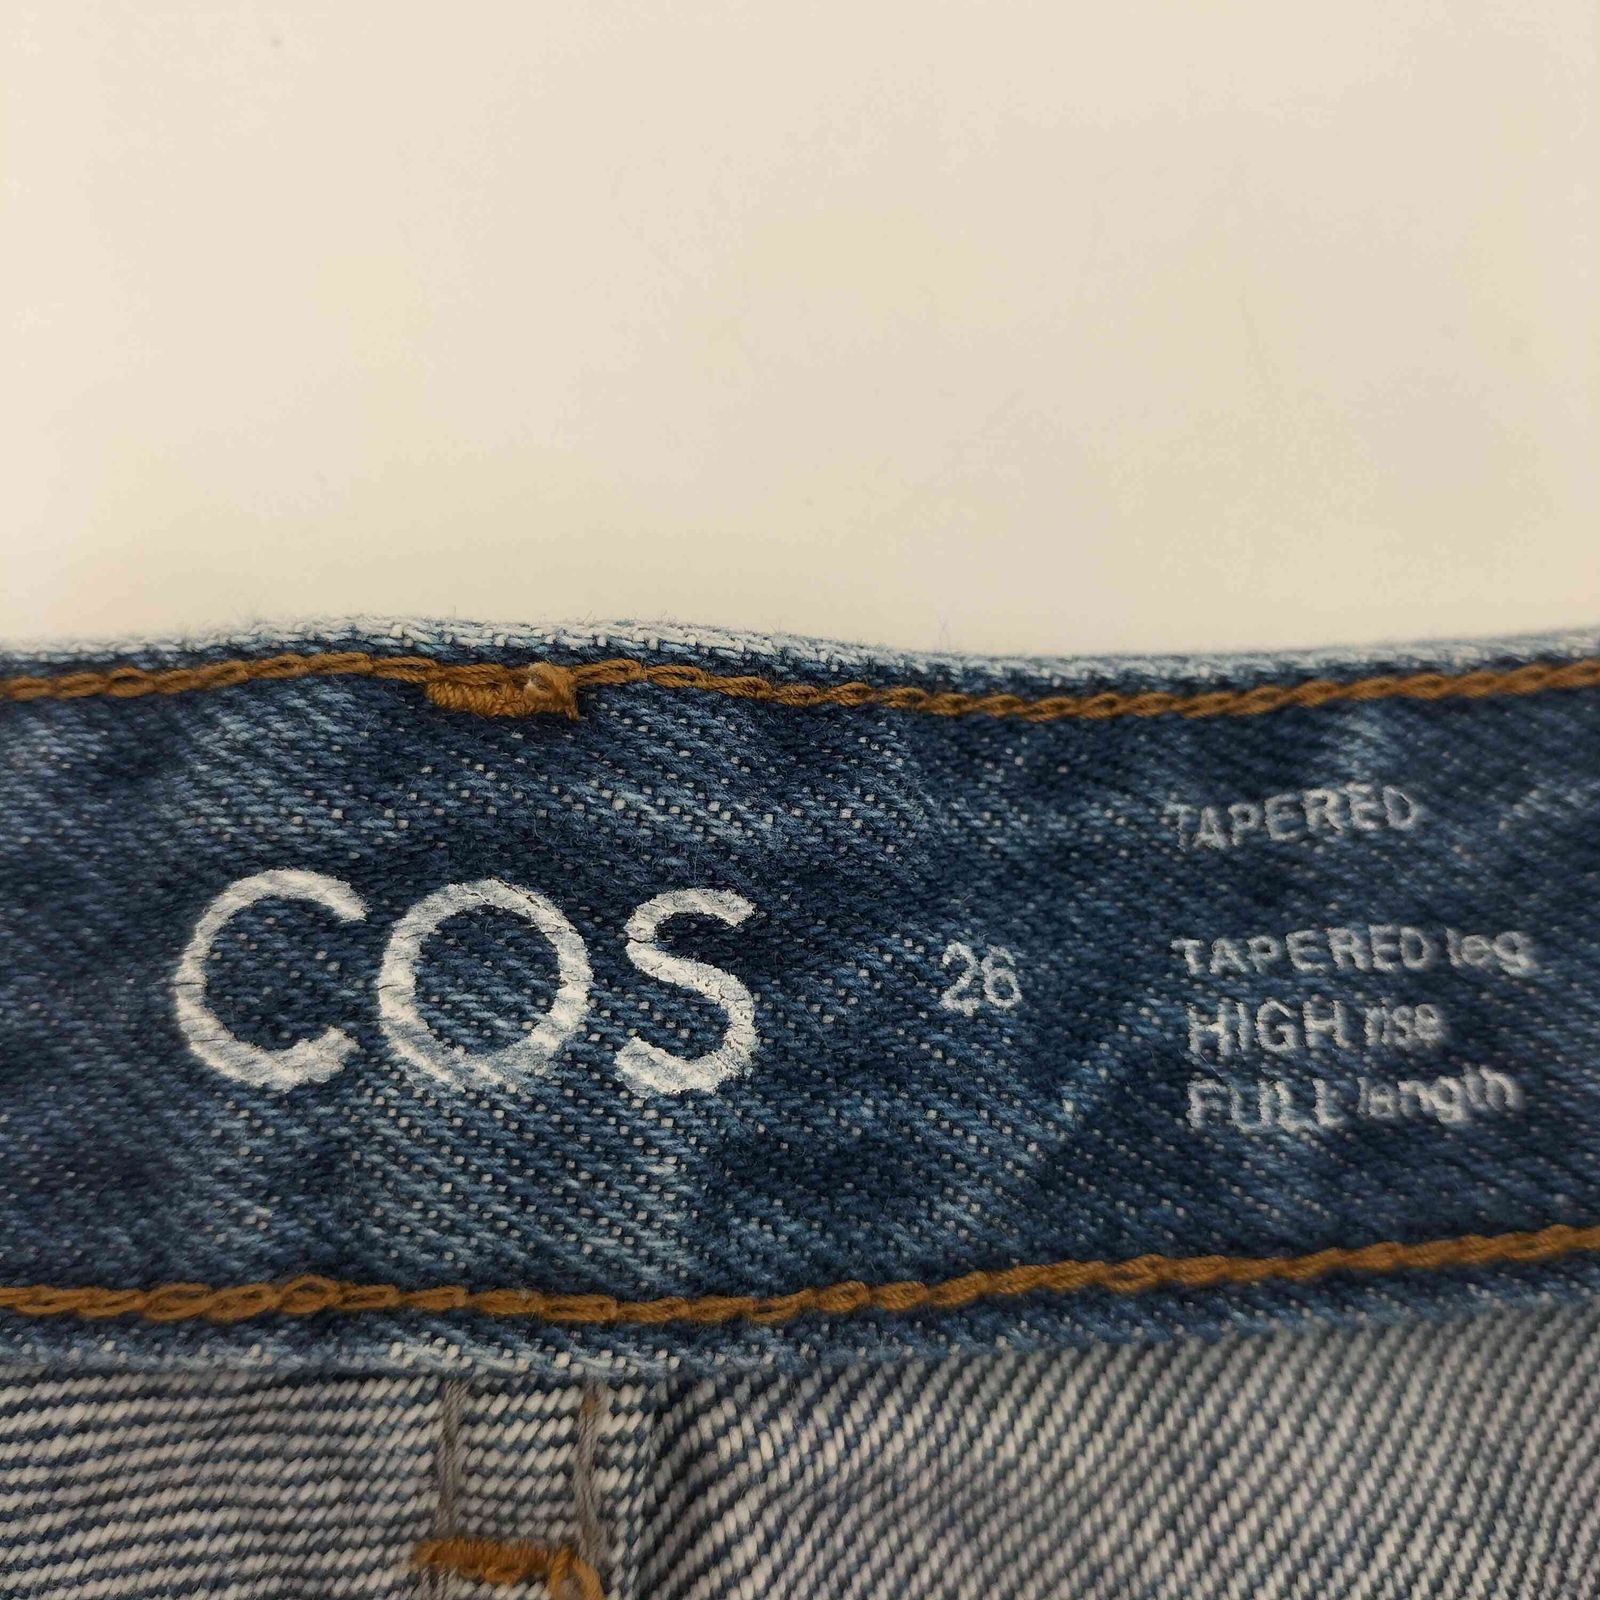 COS
26
TAPERED
TAPERED leg
HIGH rise
FULL length